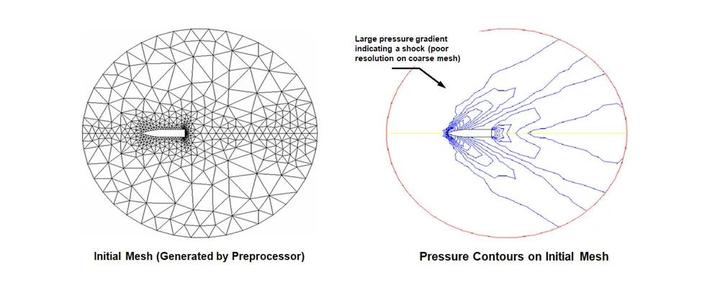 Large pressure gradient
indicating a shock (poor
resolution on coarse mesh)
Initial Mesh (Generated by Preprocessor)
Pressure Contours on Initial Mesh